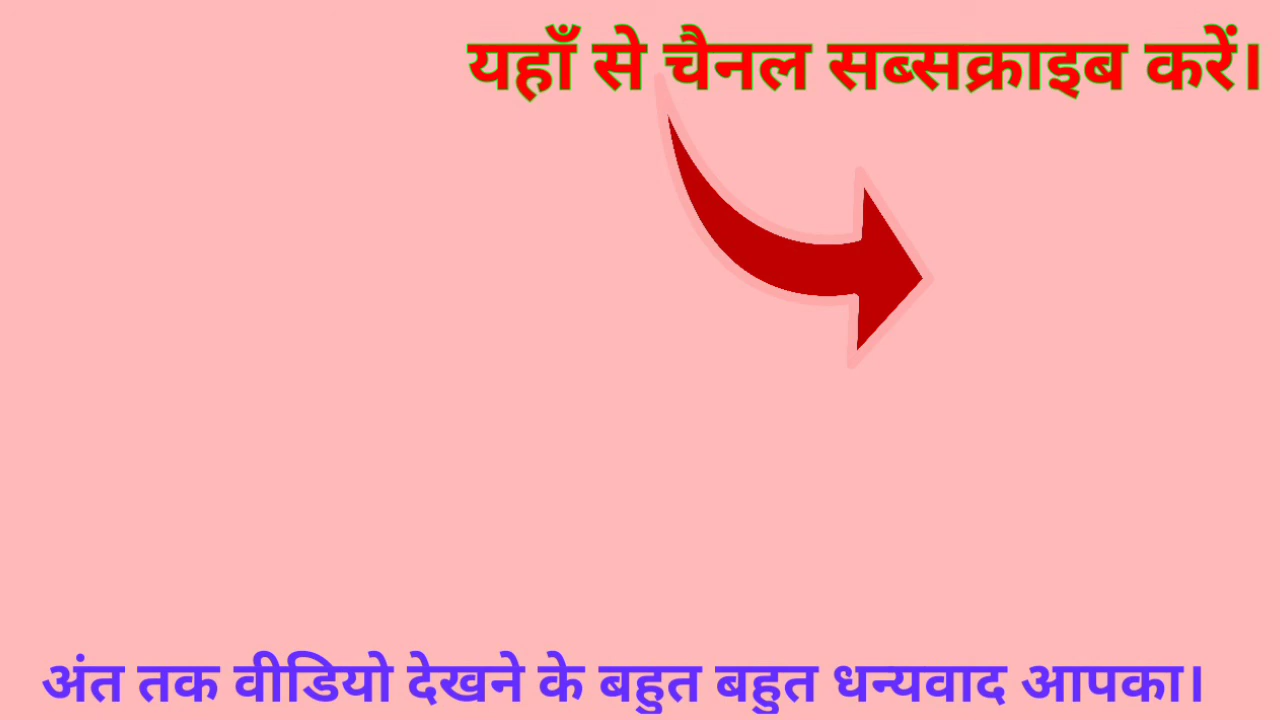 यहाँ से चैनल सब्सक्राइब करें।
अंत तक वीडियो देखने के बहुत बहुत धन्यवाद आपका।